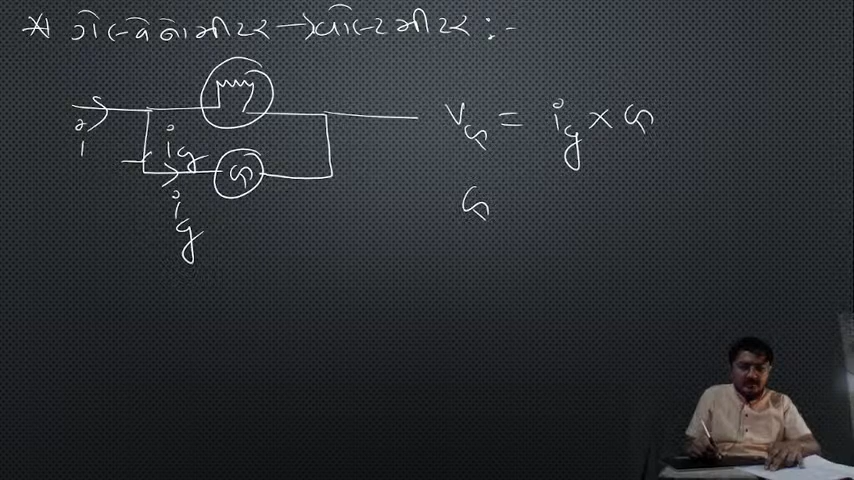 * ગેલ્વેનોમીટર → વોલ્ટમીટર :-
i
ig
G
ig
VG = ig × G
G